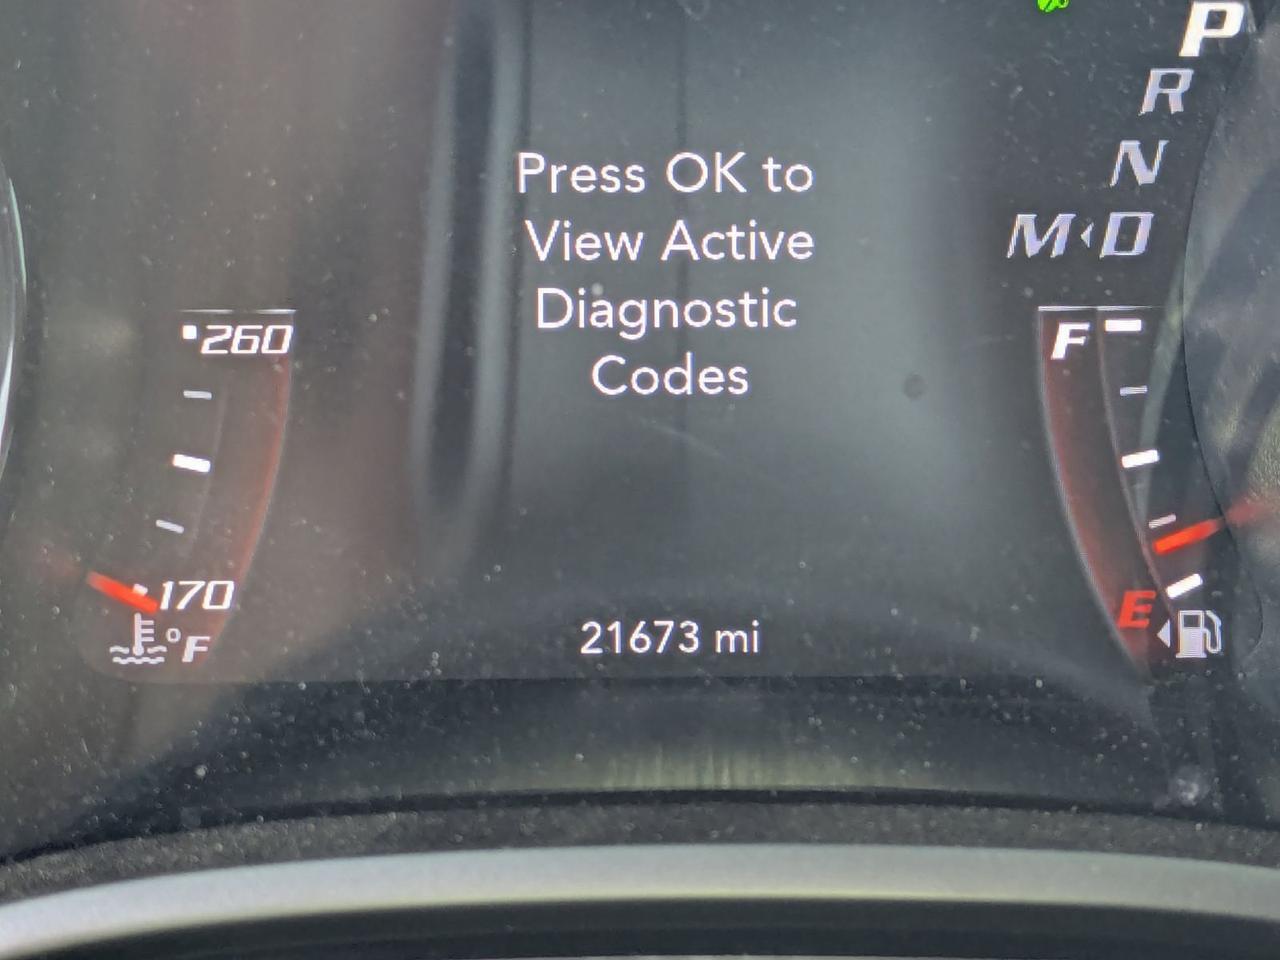 P
R
N
M D
Press OK to
View Active
Diagnostic
Codes
260
F
170
°F
E
21673 mi